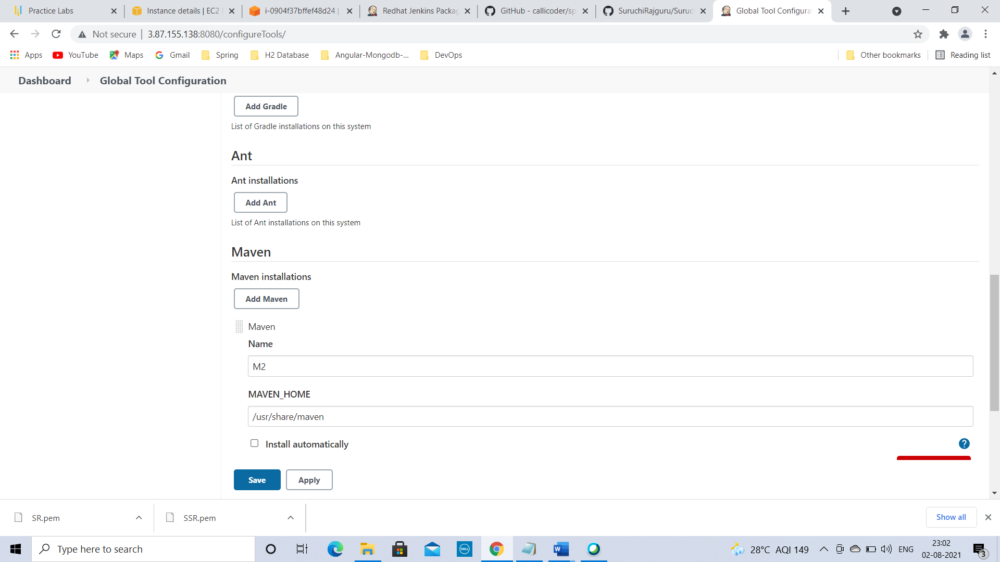 Practice Labs
Instance details | EC2
i-0904f37bffef48d24 |
Redhat Jenkins Packag
GitHub - callicoder/sp
SuruchiRajguru/Suruc
Global Tool Configura
Not secure | 3.87.155.138:8080/configureTools/
Apps
YouTube
Maps
Gmail
Spring
H2 Database
Angular-Mongodb-...
DevOps
Other bookmarks
Reading list
Dashboard
Global Tool Configuration
Add Gradle
List of Gradle installations on this system
Ant
Ant installations
Add Ant
List of Ant installations on this system
Maven
Maven installations
Add Maven
Maven
Name
M2
MAVEN_HOME
/usr/share/maven
Install automatically
?
Save
Apply
SR.pem
SSR.pem
Show all
Type here to search
DELL
W
28°C AQI 149
ENG
23:02
02-08-2021
3